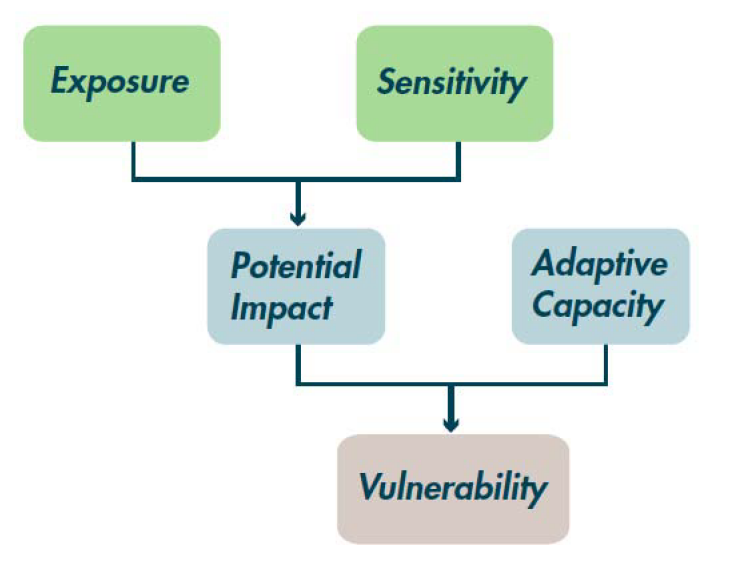 Exposure
Sensitivity
Potential
Impact
Adaptive
Capacity
Vulnerability